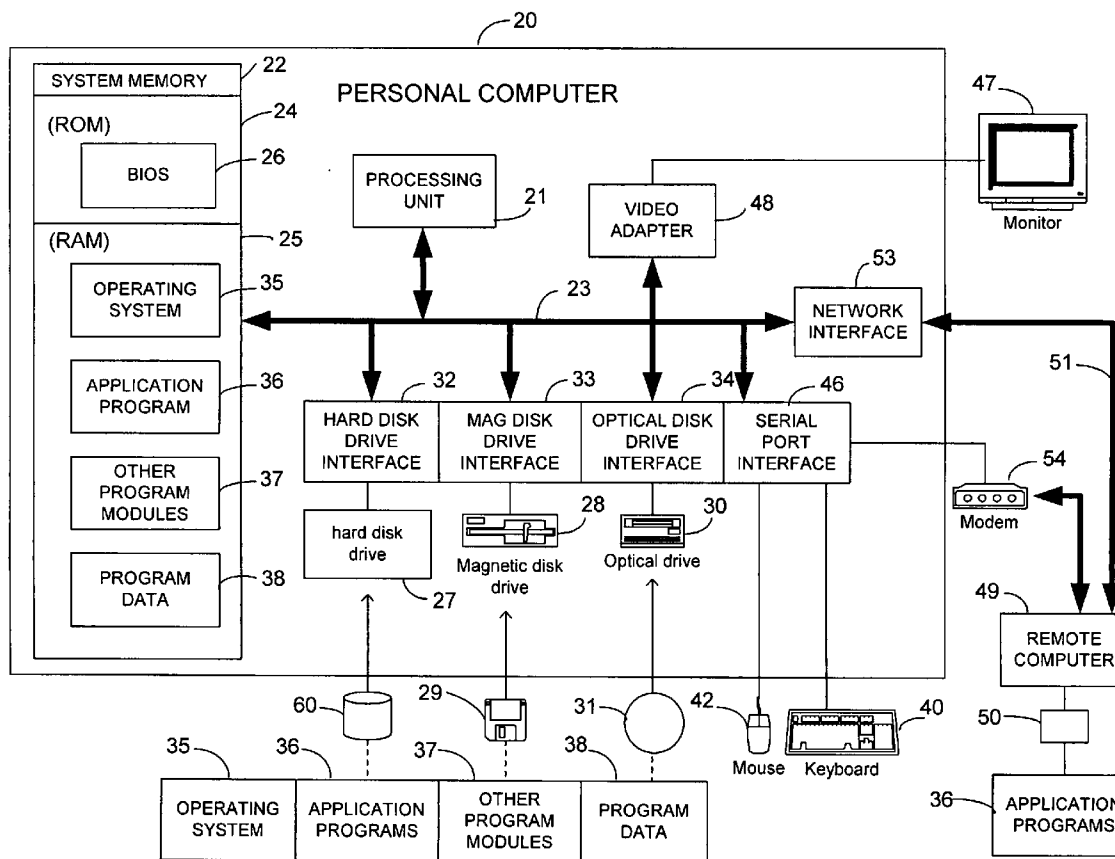 20
SYSTEM MEMORY
22
PERSONAL COMPUTER
47
24
(ROM)
BIOS
26
PROCESSING
UNIT
21
VIDEO
ADAPTER
48
Monitor
(RAM)
25
OPERATING
SYSTEM
35
23
53
NETWORK
INTERFACE
51
APPLICATION
PROGRAM
36
32
33
34
46
HARD DISK
DRIVE
INTERFACE
MAG DISK
DRIVE
INTERFACE
OPTICAL DISK
DRIVE
INTERFACE
SERIAL
PORT
INTERFACE
OTHER
PROGRAM
MODULES
37
54
Modem
hard disk
drive
27
28
Magnetic disk
drive
30
Optical drive
PROGRAM
DATA
38
49
REMOTE
COMPUTER
60
29
31
42
Mouse
40
Keyboard
50
35
36
37
38
OPERATING
SYSTEM
APPLICATION
PROGRAMS
OTHER
PROGRAM
MODULES
PROGRAM
DATA
36
APPLICATION
PROGRAMS